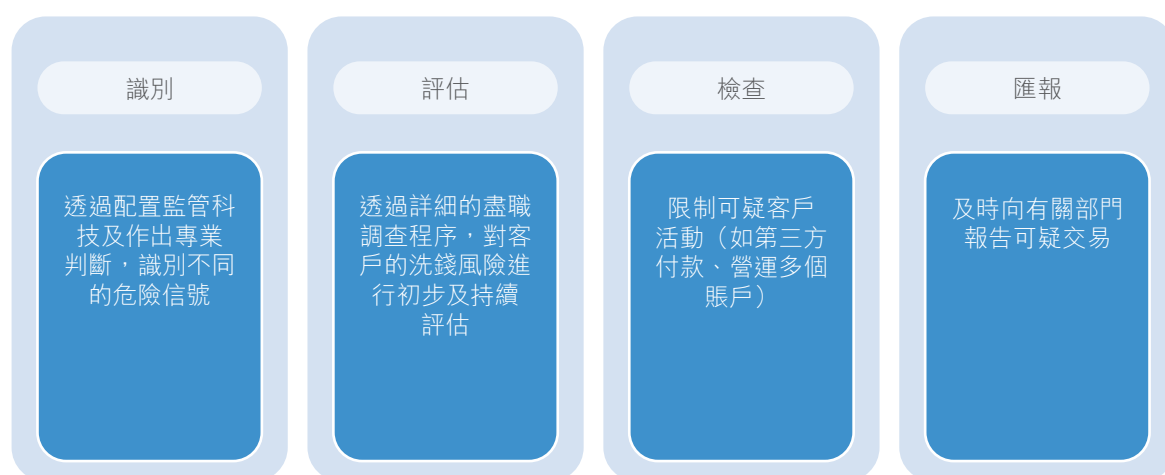 識別
透過配置監管科
技及作出專業
判斷，識別不同
的危險信號
評估
透過詳細的盡職
調查程序，對客
戶的洗錢風險進
行初步及持續
評估
檢查
限制可疑客戶
活動（如第三方
付款、營運多個
賬戶）
匯報
及時向有關部門
報告可疑交易